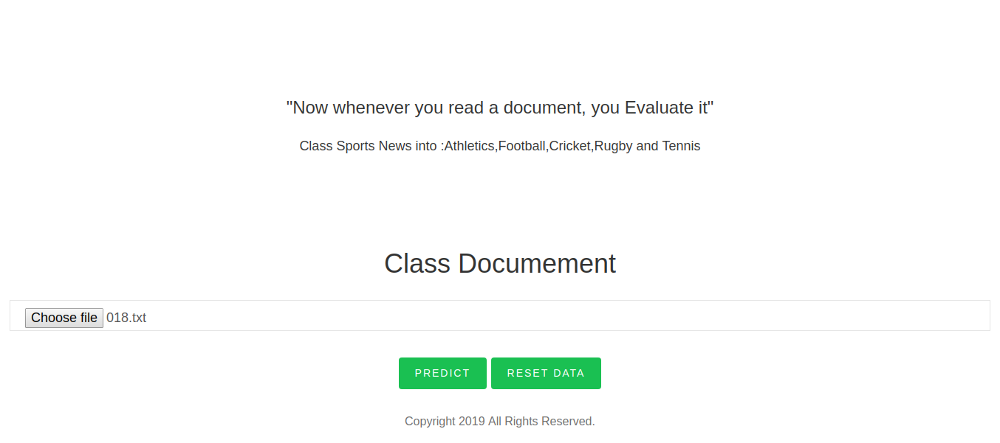 "Now whenever you read a document, you Evaluate it"
Class Sports News into :Athletics,Football,Cricket,Rugby and Tennis
Class Documement
Choose file 018.txt
PREDICT RESET DATA
Copyright 2019 All Rights Reserved.